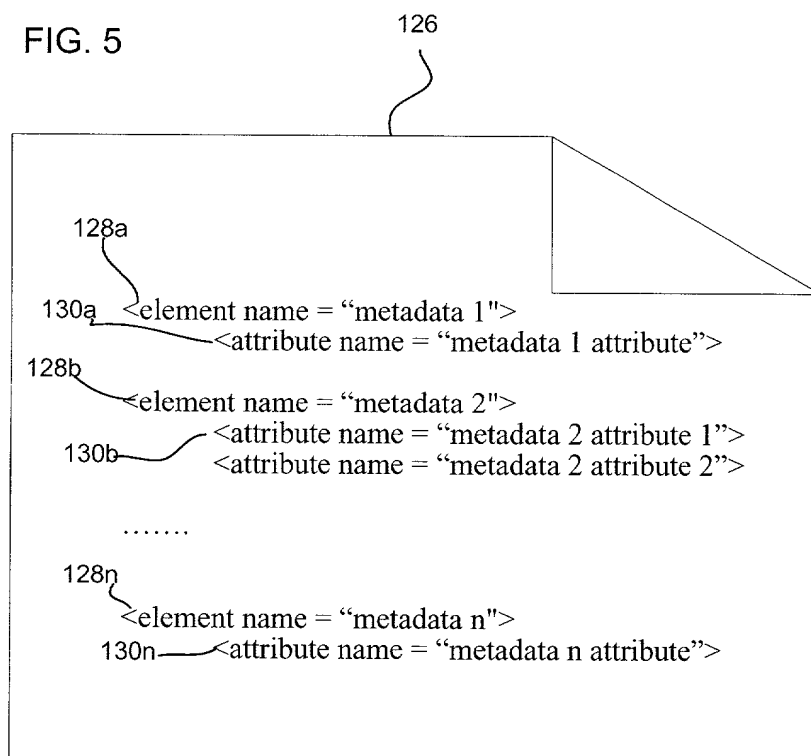 FIG. 5
126
128a
<element name = “metadata 1">
130a
<attribute name = “metadata 1 attribute”>
128b
<element name = “metadata 2">
<attribute name = “metadata 2 attribute 1”>
130b
<attribute name = “metadata 2 attribute 2”>
.......
128n
<element name = “metadata n">
130n
<attribute name = “metadata n attribute”>